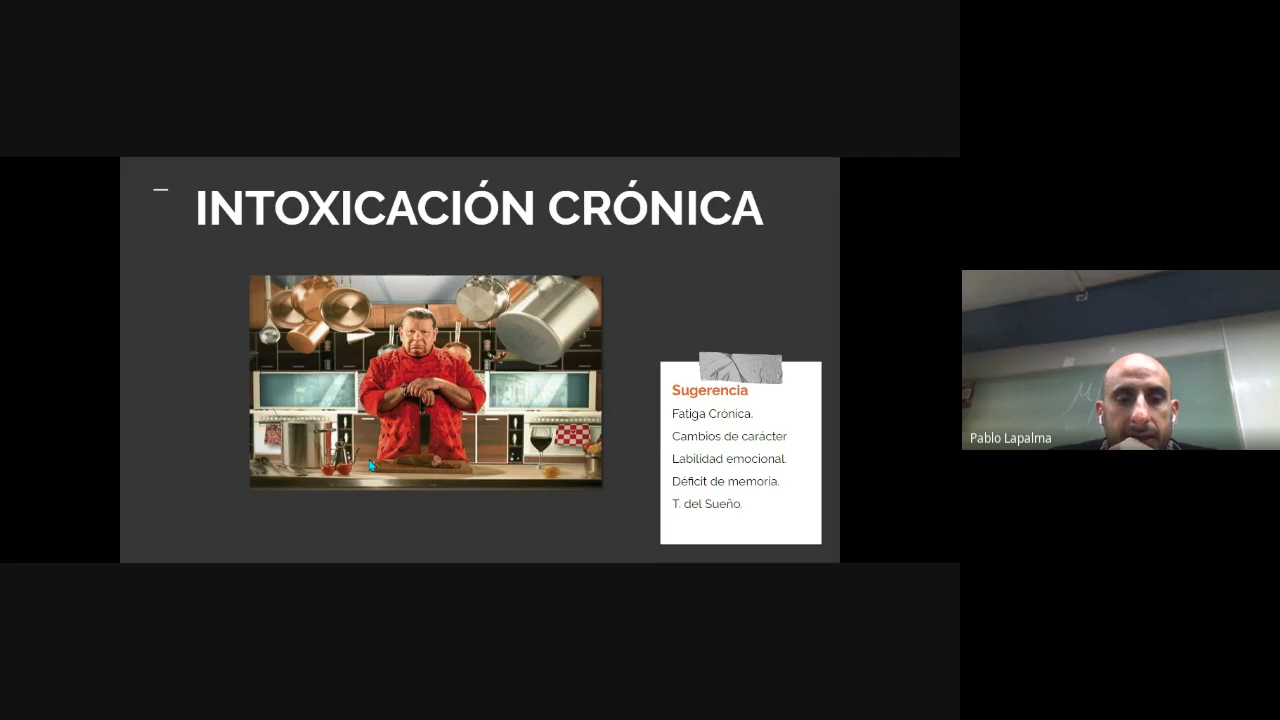 INTOXICACIÓN CRÓNICA
Sugerencia
Fatiga Crónica.
Cambios de carácter
Labilidad emocional.
Déficit de memoria.
T. del Sueño.
Pablo Lapalma